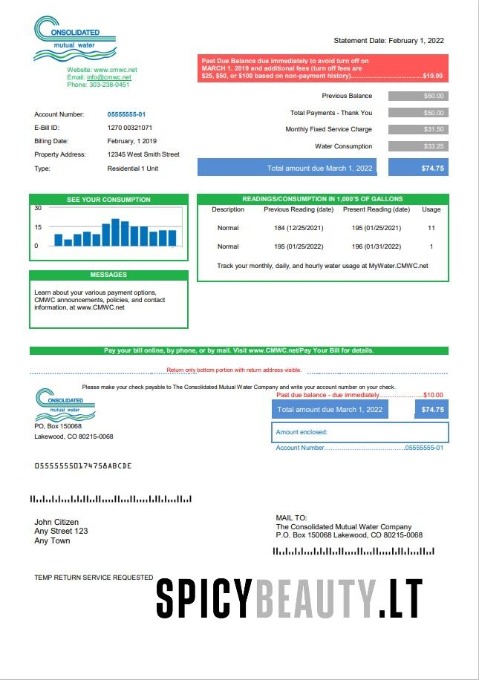 CONSOLIDATED
mutual water
Website: www.cmwc.net
Email: info@cmwc.net
Phone: 303-238-0451
Statement Date: February 1, 2022
Past Due Balance due immediately to avoid turn off on
MARCH 1, 2019 and additional fees (turn off fees are
$25, $50, or $100 based on non-payment history)
Previous Balance $60.00
Total Payments - Thank You $50.00
Monthly Fixed Service Charge $31.50
Water Consumption $33.25
Total amount due March 1, 2022 $74.75
Account Number: 05555555-01
E-Bill ID: 1270 00321071
Billing Date: February, 1 2019
Property Address: 12345 West Smith Street
Type: Residential 1 Unit
SEE YOUR CONSUMPTION
30
15
0
READINGS/CONSUMPTION IN 1,000'S OF GALLONS
Description Previous Reading (date) Present Reading (date) Usage
Normal 184 (12/25/2021) 195 (01/25/2021) 11
Normal 195 (01/25/2022) 196 (01/31/2022) 1
Track your monthly, daily, and hourly water usage at MyWater.CMWC.net
MESSAGES
Learn about your various payment options,
CMWC announcements, policies, and contact
information, at www.CMWC.net
Pay your bill online, by phone, or by mail. Visit www.CMWC.net/Pay Your Bill for details.
Return only bottom portion with return address visible.
Please make your check payable to The Consolidated Mutual Water Company and write your account number on your check.
CONSOLIDATED
mutual water
PO, Box 150068
Lakewood, CO 80215-0068
Past due balance - due immediately.....$10.00
Total amount due March 1, 2022 $74.75
Amount enclosed:
Account Number.....05555555-01
John Citizen
Any Street 123
Any Town
MAIL TO:
The Consolidated Mutual Water Company
P.O. Box 150068 Lakewood, CO 80215-0068
TEMP RETURN SERVICE REQUESTED
SPICYBEAUTY.LT